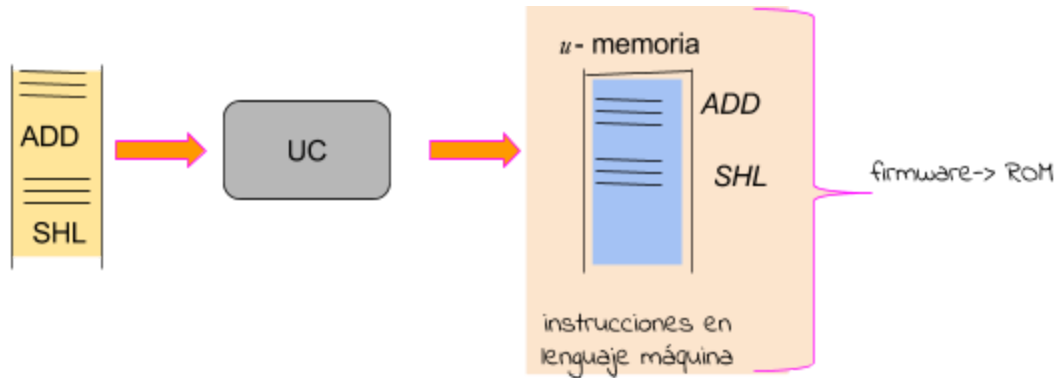 ADD
SHL
UC
u- memoria
ADD
SHL
instrucciones en
lenguaje máquina
firmware-> ROM